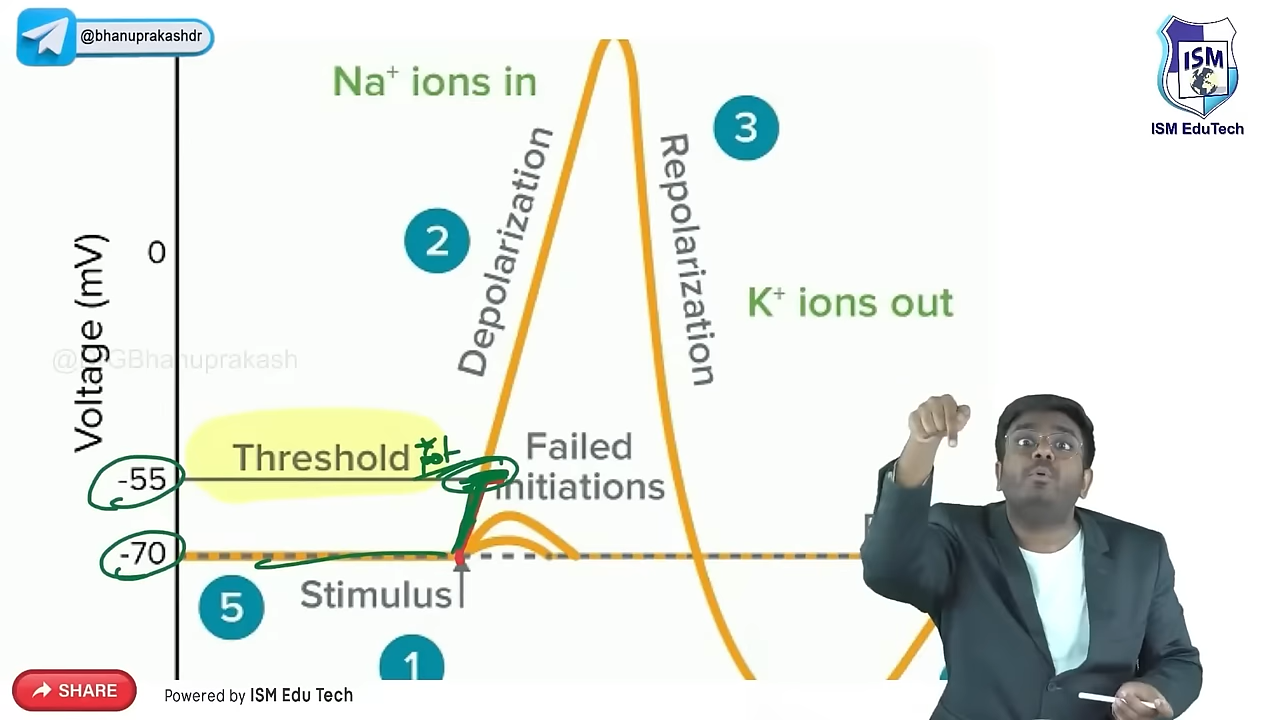 @bhanuprakashdr
ISM
ISM EduTech
Na⁺ ions in
3
2
Depolarization
Repolarization
0
Voltage (mV)
K⁺ ions out
Threshold
pot
Failed
initiations
-55
-70
Stimulus
5
1
SHARE
Powered by ISM Edu Tech